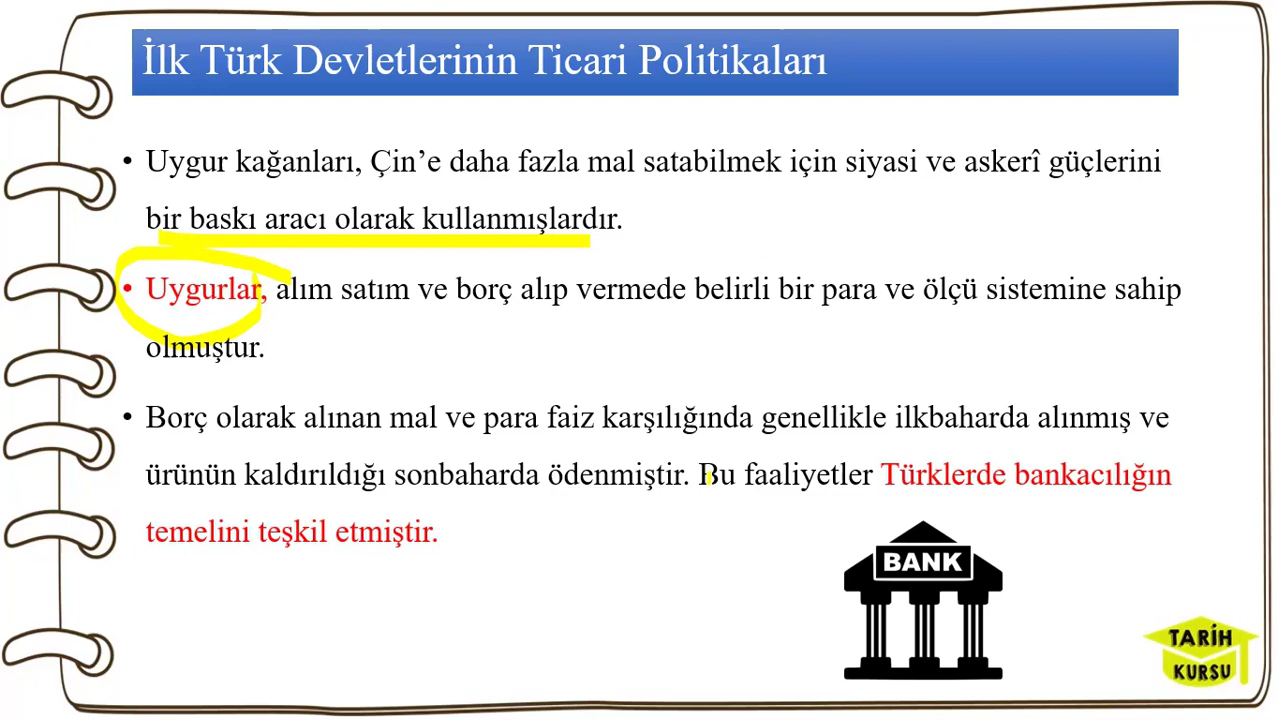 İlk Türk Devletlerinin Ticari Politikaları
• Uygur kağanları, Çin’e daha fazla mal satabilmek için siyasi ve askerî güçlerini
bir baskı aracı olarak kullanmışlardır.
• Uygurlar, alım satım ve borç alıp vermede belirli bir para ve ölçü sistemine sahip
olmuştur.
• Borç olarak alınan mal ve para faiz karşılığında genellikle ilkbaharda alınmış ve
ürünün kaldırıldığı sonbaharda ödenmiştir. Bu faaliyetler Türklerde bankacılığın
temelini teşkil etmiştir.
BANK
TARİH
KURSU